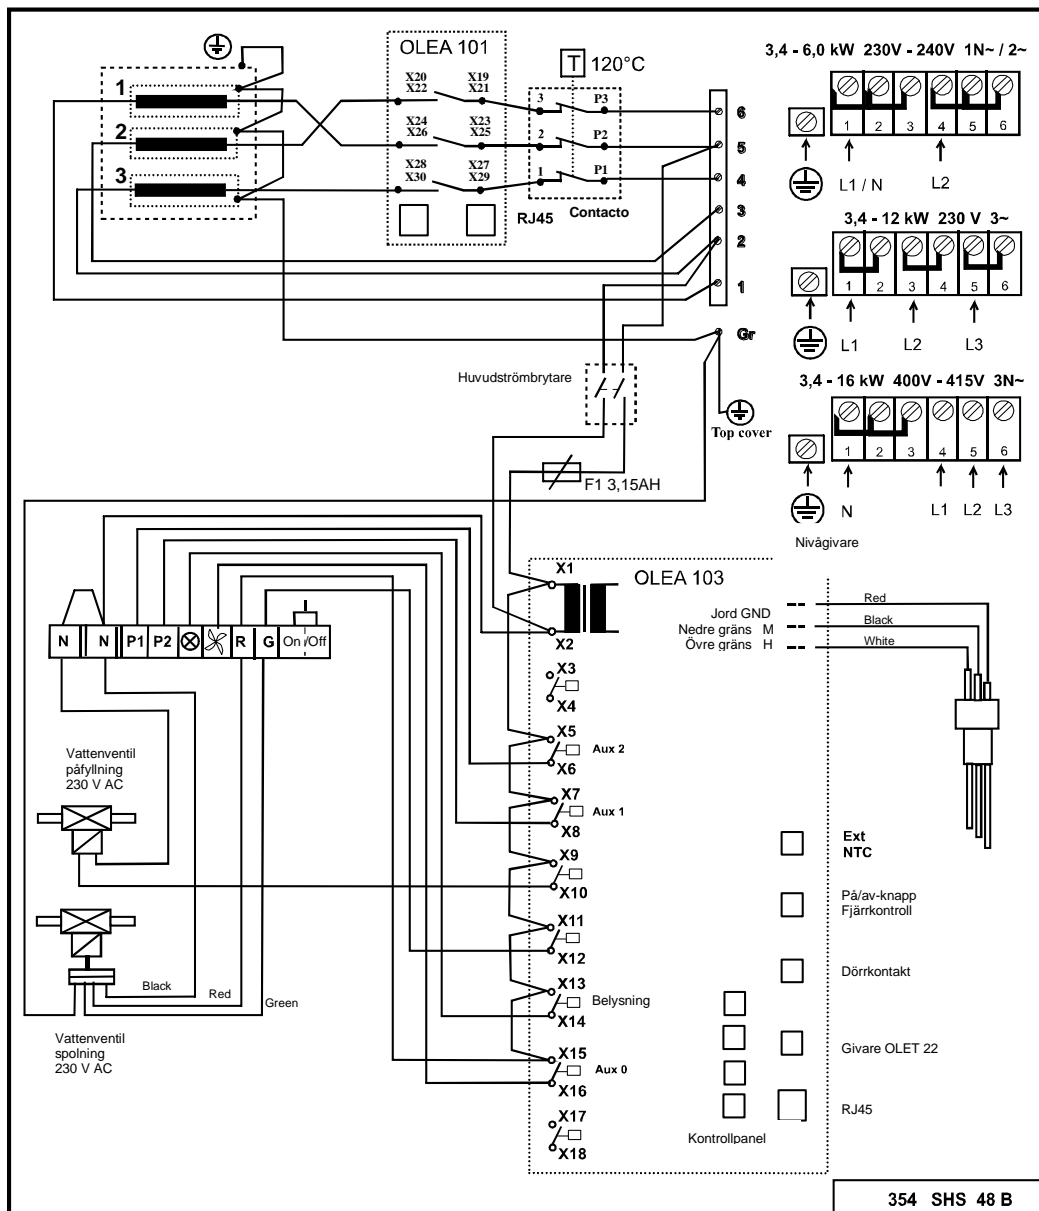 OLEA 101
T 120°C
1
2
3
X20
X22
X19
X21
X24
X26
X23
X25
X28
X30
X27
X29
3
2
1
P3
P2
P1
RJ45
Contacto
6
5
4
3
2
1
Gr
Huvudströmbrytare
F1 3,15AH
Top cover
3,4 - 6,0 kW 230V - 240V 1N~ / 2~
1 2 3 4 5 6
L1 / N L2
3,4 - 12 kW 230 V 3~
1 2 3 4 5 6
L1 L2 L3
3,4 - 16 kW 400V - 415V 3N~
1 2 3 4 5 6
N L1 L2 L3
Nivågivare
OLEA 103
X1
X2
X3
X4
X5
X6
Aux 2
X7
X8
Aux 1
X9
X10
X11
X12
X13
X14
Belysning
X15
X16
Aux 0
X17
X18
Jord GND
Nedre gräns M
Övre gräns H
Red
Black
White
N N P1 P2 R G On/Off
Vattenventil
påfyllning
230 V AC
Black
Red
Green
Vattenventil
spolning
230 V AC
Ext
NTC
På/av-knapp
Fjärrkontroll
Dörrkontakt
Givare OLET 22
RJ45
Kontrollpanel
354 SHS 48 B